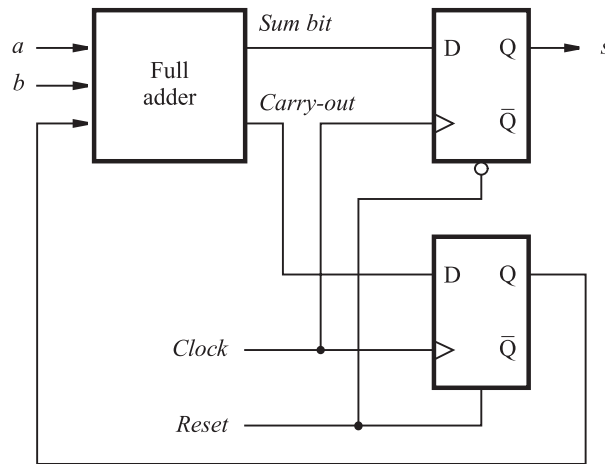 Sum bit
a
b
Full
adder
Carry-out
D
Q
Q̅
s
D
Q
Q̅
Clock
Reset